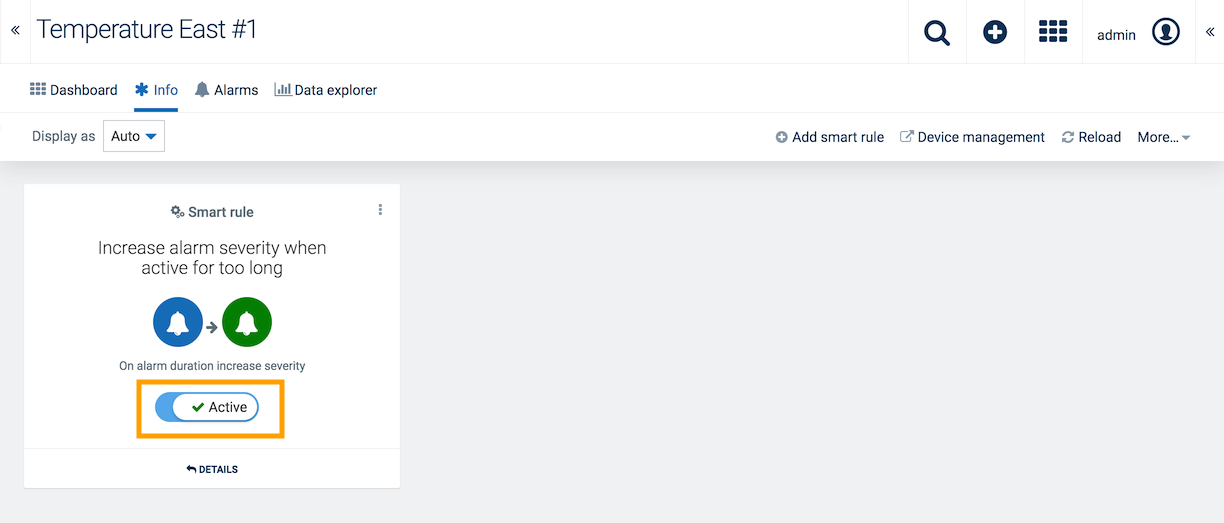 Temperature East #1
admin
Dashboard
Info
Alarms
Data explorer
Display as
Auto
Add smart rule
Device management
Reload
More...
Smart rule
Increase alarm severity when
active for too long
On alarm duration increase severity
Active
DETAILS